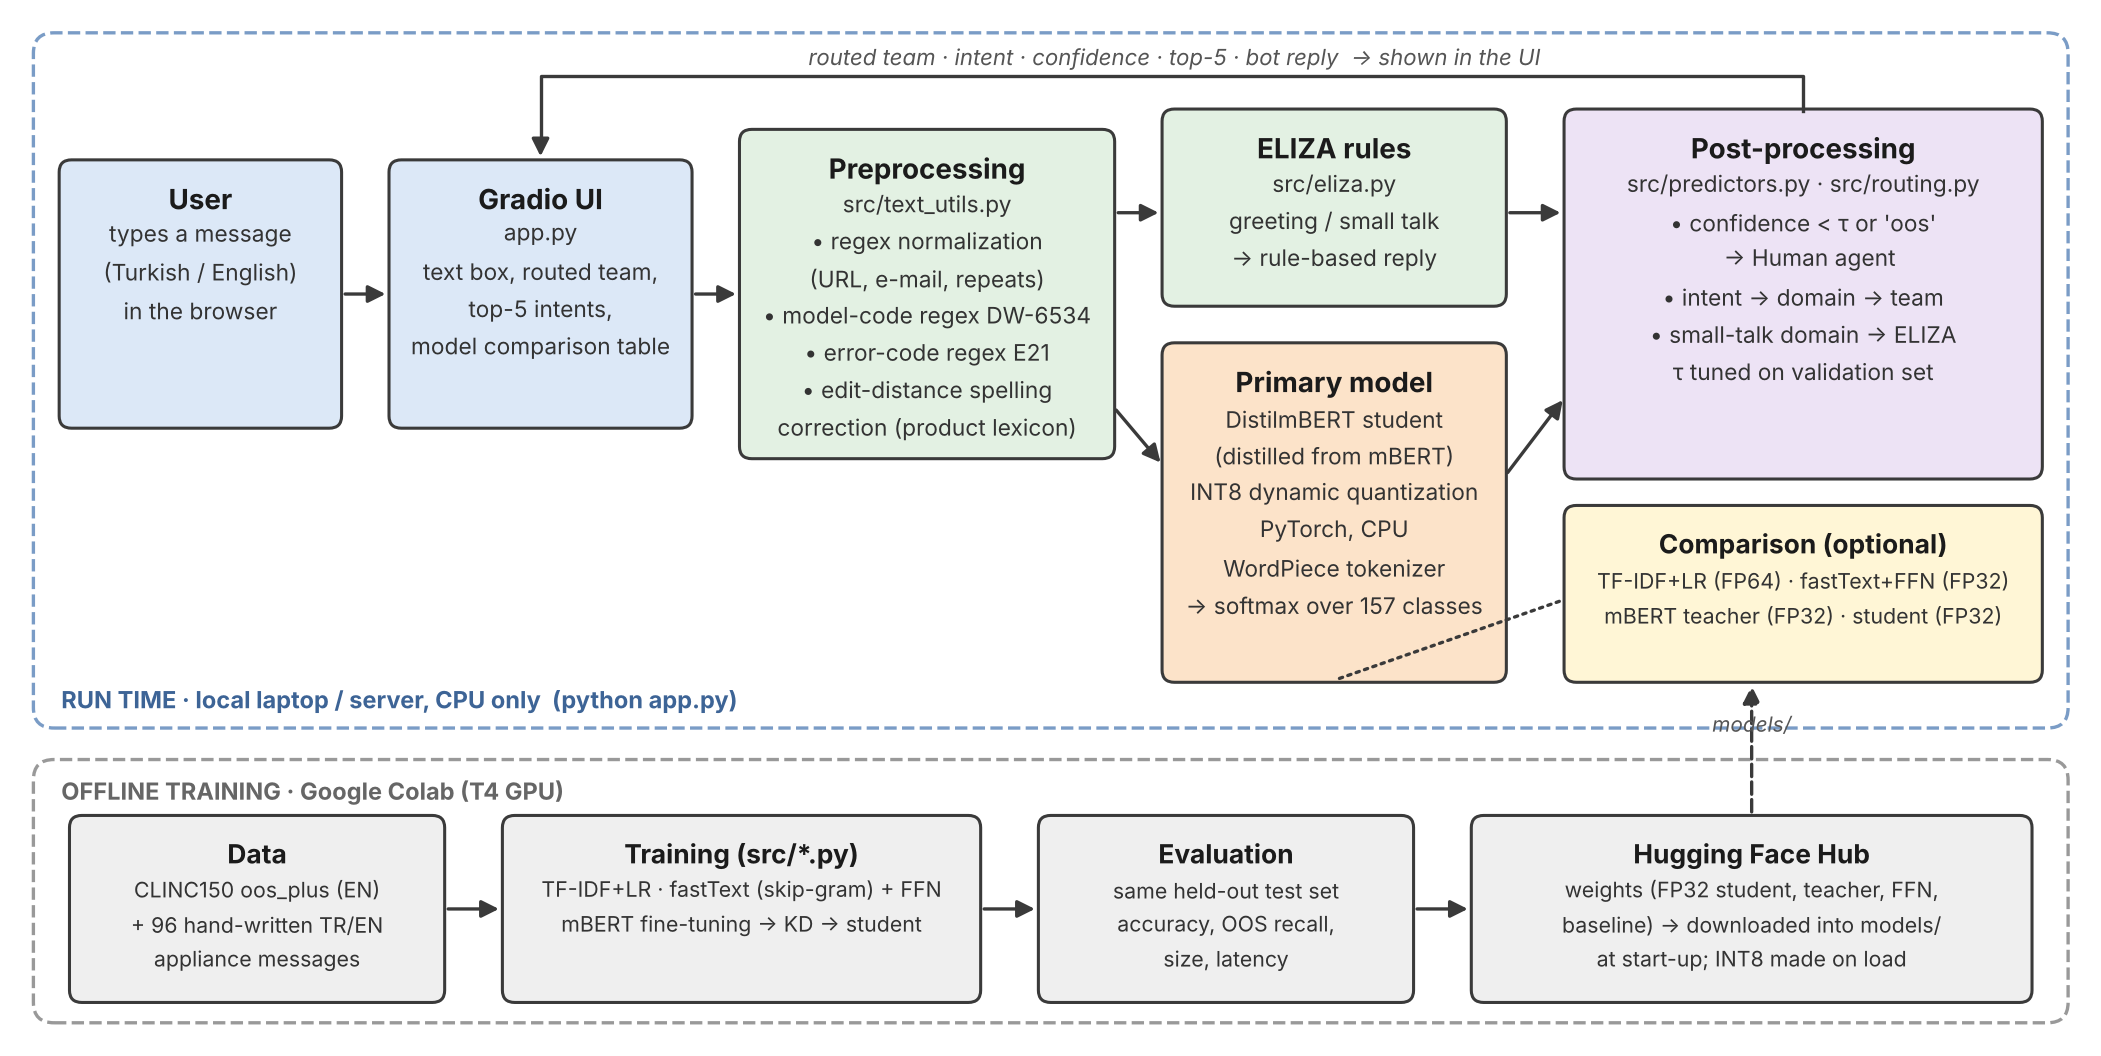 routed team · intent · confidence · top-5 · bot reply → shown in the UI
User
types a message
(Turkish / English)
in the browser
Gradio UI
app.py
text box, routed team,
top-5 intents,
model comparison table
Preprocessing
src/text_utils.py
• regex normalization
(URL, e-mail, repeats)
• model-code regex DW-6534
• error-code regex E21
• edit-distance spelling
correction (product lexicon)
ELIZA rules
src/eliza.py
greeting / small talk
→ rule-based reply
Primary model
DistilmBERT student
(distilled from mBERT)
INT8 dynamic quantization
PyTorch, CPU
WordPiece tokenizer
→ softmax over 157 classes
Post-processing
src/predictors.py · src/routing.py
• confidence < τ or 'oos'
→ Human agent
• intent → domain → team
• small-talk domain → ELIZA
τ tuned on validation set
Comparison (optional)
TF-IDF+LR (FP64) · fastText+FFN (FP32)
mBERT teacher (FP32) · student (FP32)
RUN TIME · local laptop / server, CPU only (python app.py)
models/
OFFLINE TRAINING · Google Colab (T4 GPU)
Data
CLINC150 oos_plus (EN)
+ 96 hand-written TR/EN
appliance messages
Training (src/*.py)
TF-IDF+LR · fastText (skip-gram) + FFN
mBERT fine-tuning → KD → student
Evaluation
same held-out test set
accuracy, OOS recall,
size, latency
Hugging Face Hub
weights (FP32 student, teacher, FFN,
baseline) → downloaded into models/
at start-up; INT8 made on load